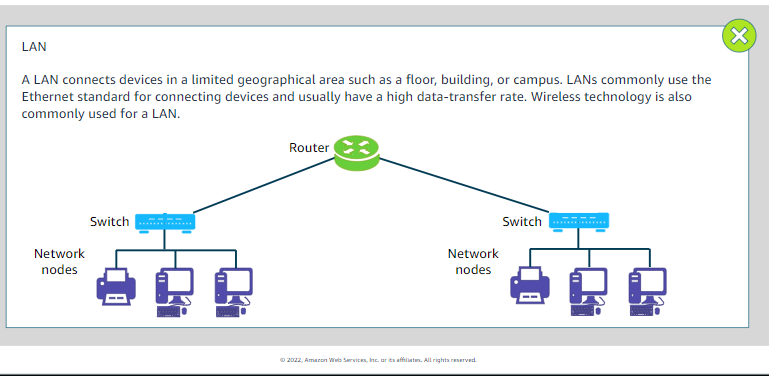 LAN
A LAN connects devices in a limited geographical area such as a floor, building, or campus. LANs commonly use the
Ethernet standard for connecting devices and usually have a high data-transfer rate. Wireless technology is also
commonly used for a LAN.
Router
Switch
Switch
Network
nodes
Network
nodes
© 2022, Amazon Web Services, Inc. or its affiliates. All rights reserved.